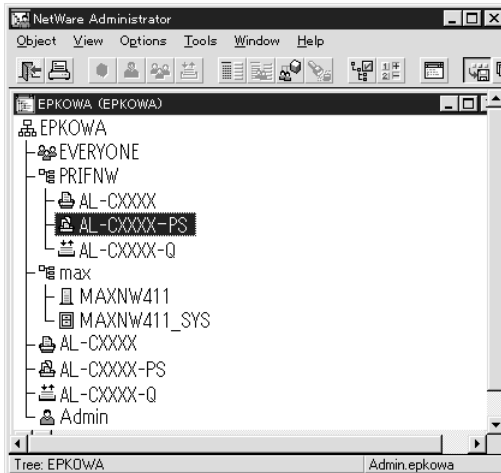 NetWare Administrator
Object View Options Tools Window Help
EPKOWA (EPKOWA)
EPKOWA
EVERYONE
PRIFNW
AL-CXXXX
AL-CXXXX-PS
AL-CXXXX-Q
max
MAXNW411
MAXNW411_SYS
AL-CXXXX
AL-CXXXX-PS
AL-CXXXX-Q
Admin
Tree: EPKOWA
Admin.epkowa